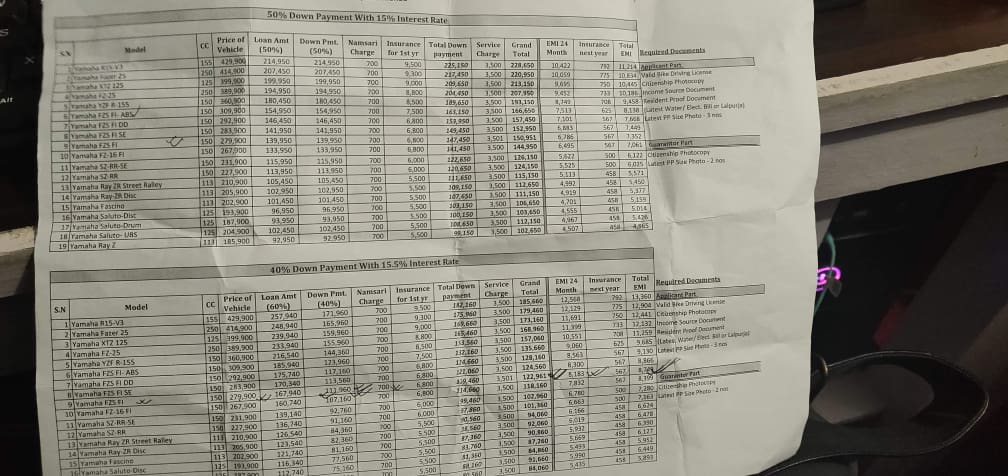 50% Down Payment With 15% Interest Rate
S.N Model CC Price of Vehicle Loan Amt (50%) Down Pmt. (50%) Namsari Charge Insurance for 1st yr Total Down payment Service Charge Grand Total EMI 24 Month Insurance next year Total EMI Required Documents
1 Yamaha R15-V3 155 429,900 214,950 214,950 700 9,500 225,150 3,500 228,650 10,422 792 11,214 Applicant Part
2 Yamaha Fazer 25 250 414,900 207,450 207,450 700 9,300 217,450 3,500 220,950 10,059 775 10,834 Valid Bike Driving License
3 Yamaha XTZ 125 125 399,900 199,950 199,950 700 9,000 209,650 3,500 213,150 9,695 750 10,445 Citizenship Photocopy
4 Yamaha FZ-25 250 389,900 194,950 194,950 700 8,800 204,450 3,500 207,950 9,452 733 10,186 Income Source Document
5 Yamaha YZF R-15S 150 360,900 180,450 180,450 700 8,500 189,650 3,500 193,150 8,749 708 9,458 Resident Proof Document
6 Yamaha FZS FI- ABS 150 309,900 154,950 154,950 700 7,500 163,150 3,500 166,650 7,513 625 8,138 (Latest Water/ Elect. Bill or Lalpurja)
7 Yamaha FZS FI DD 150 292,900 146,450 146,450 700 6,800 153,950 3,500 157,450 7,101 567 7,668 Latest PP Size Photo - 3 nos
8 Yamaha FZS FI SE 150 283,900 141,950 141,950 700 6,800 149,450 3,500 152,950 6,883 567 7,449
9 Yamaha FZS FI 150 279,900 139,950 139,950 700 6,800 147,450 3,501 150,951 6,786 567 7,352
10 Yamaha FZ-16 FI 150 267,900 133,950 133,950 700 6,800 141,450 3,500 144,950 6,495 567 7,061 Guarantor Part
11 Yamaha SZ-RR-SE 150 231,900 115,950 115,950 700 6,000 122,650 3,500 126,150 5,622 500 6,122 Citizenship Photocopy
12 Yamaha SZ-RR 150 227,900 113,950 113,950 700 6,000 120,650 3,500 124,150 5,525 500 6,025 Latest PP Size Photo - 2 nos
13 Yamaha Ray ZR Street Ralley 113 210,900 105,450 105,450 700 5,500 111,650 3,500 115,150 5,113 458 5,571
14 Yamaha Ray-ZR Disc 113 205,900 102,950 102,950 700 5,500 109,150 3,500 112,650 4,992 458 5,450
15 Yamaha Fascino 113 202,900 101,450 101,450 700 5,500 107,650 3,500 111,150 4,919 458 5,377
16 Yamaha Saluto-Disc 125 193,900 96,950 96,950 700 5,500 103,150 3,500 106,650 4,701 458 5,159
17 Yamaha Saluto-Drum 125 187,900 93,950 93,950 700 5,500 100,150 3,500 103,650 4,555 458 5,014
18 Yamaha Saluto- UBS 125 204,900 102,450 102,450 700 5,500 108,650 3,500 112,150 4,967 458 5,426
19 Yamaha Ray Z 113 185,900 92,950 92,950 700 5,500 99,150 3,500 102,650 4,507 458 4,965
40% Down Payment With 15.5% Interest Rate
S.N Model CC Price of Vehicle Loan Amt (60%) Down Pmt. (40%) Namsari Charge Insurance for 1st yr Total Down payment Service Charge Grand Total EMI 24 Month Insurance next year Total EMI Required Documents
1 Yamaha R15-V3 155 429,900 257,940 171,960 700 9,500 182,160 3,500 185,660 12,568 792 13,360 Applicant Part
2 Yamaha Fazer 25 250 414,900 248,940 165,960 700 9,300 175,960 3,500 179,460 12,129 775 12,904 Valid Bike Driving License
3 Yamaha XTZ 125 125 399,900 239,940 159,960 700 9,000 169,660 3,500 173,160 11,691 750 12,441 Citizenship Photocopy
4 Yamaha FZ-25 250 389,900 233,940 155,960 700 8,800 165,460 3,500 168,960 11,399 733 12,132 Income Source Document
5 Yamaha YZF R-15S 150 360,900 216,540 144,360 700 8,500 153,560 3,500 157,060 10,551 708 11,259 Resident Proof Document
6 Yamaha FZS FI- ABS 150 309,900 185,940 123,960 700 7,500 132,160 3,500 135,660 9,060 625 9,685 (Latest Water/ Elect. Bill or Lalpurja)
7 Yamaha FZS FI DD 150 292,900 175,740 117,160 700 6,800 124,660 3,500 128,160 8,563 567 9,130 Latest PP Size Photo - 3 nos
8 Yamaha FZS FI SE 150 283,900 170,340 113,560 700 6,800 121,060 3,500 124,560 8,300 567 8,866
9 Yamaha FZS FI 150 279,900 167,940 111,960 700 6,800 119,460 3,501 122,961 8,183 567
10 Yamaha FZ-16 FI 150 267,900 160,740 107,160 700 6,800 114,660 3,500 118,160 7,832 567 8,399 Guarantor Part
11 Yamaha SZ-RR-SE 150 231,900 139,140 92,760 700 6,000 99,460 3,500 102,960 6,780 500 7,280 Citizenship Photocopy
12 Yamaha SZ-RR 150 227,900 136,740 91,160 700 6,000 97,860 3,500 101,360 6,663 500 7,163 Latest PP Size Photo - 2 nos
13 Yamaha Ray ZR Street Ralley 113 210,900 126,540 84,360 700 5,500 90,560 3,500 94,060 6,166 458 6,624
14 Yamaha Ray-ZR Disc 113 205,900 123,540 82,360 700 5,500 88,560 3,500 92,060 6,019 458 6,478
15 Yamaha Fascino 113 202,900 121,740 81,160 700 5,500 87,360 3,500 90,860 5,932 458 6,390
16 Yamaha Saluto-Disc 125 193,900 116,340 77,560 700 5,500 83,760 3,500 87,260 5,669 458 6,127
112,740 75,160 700 5,500 81,360 3,500 84,860 5,493 458 5,952
5,500 88,160 3,500 91,660 5,990 458 6,449
3,500 84,060 5,435 458 5,893